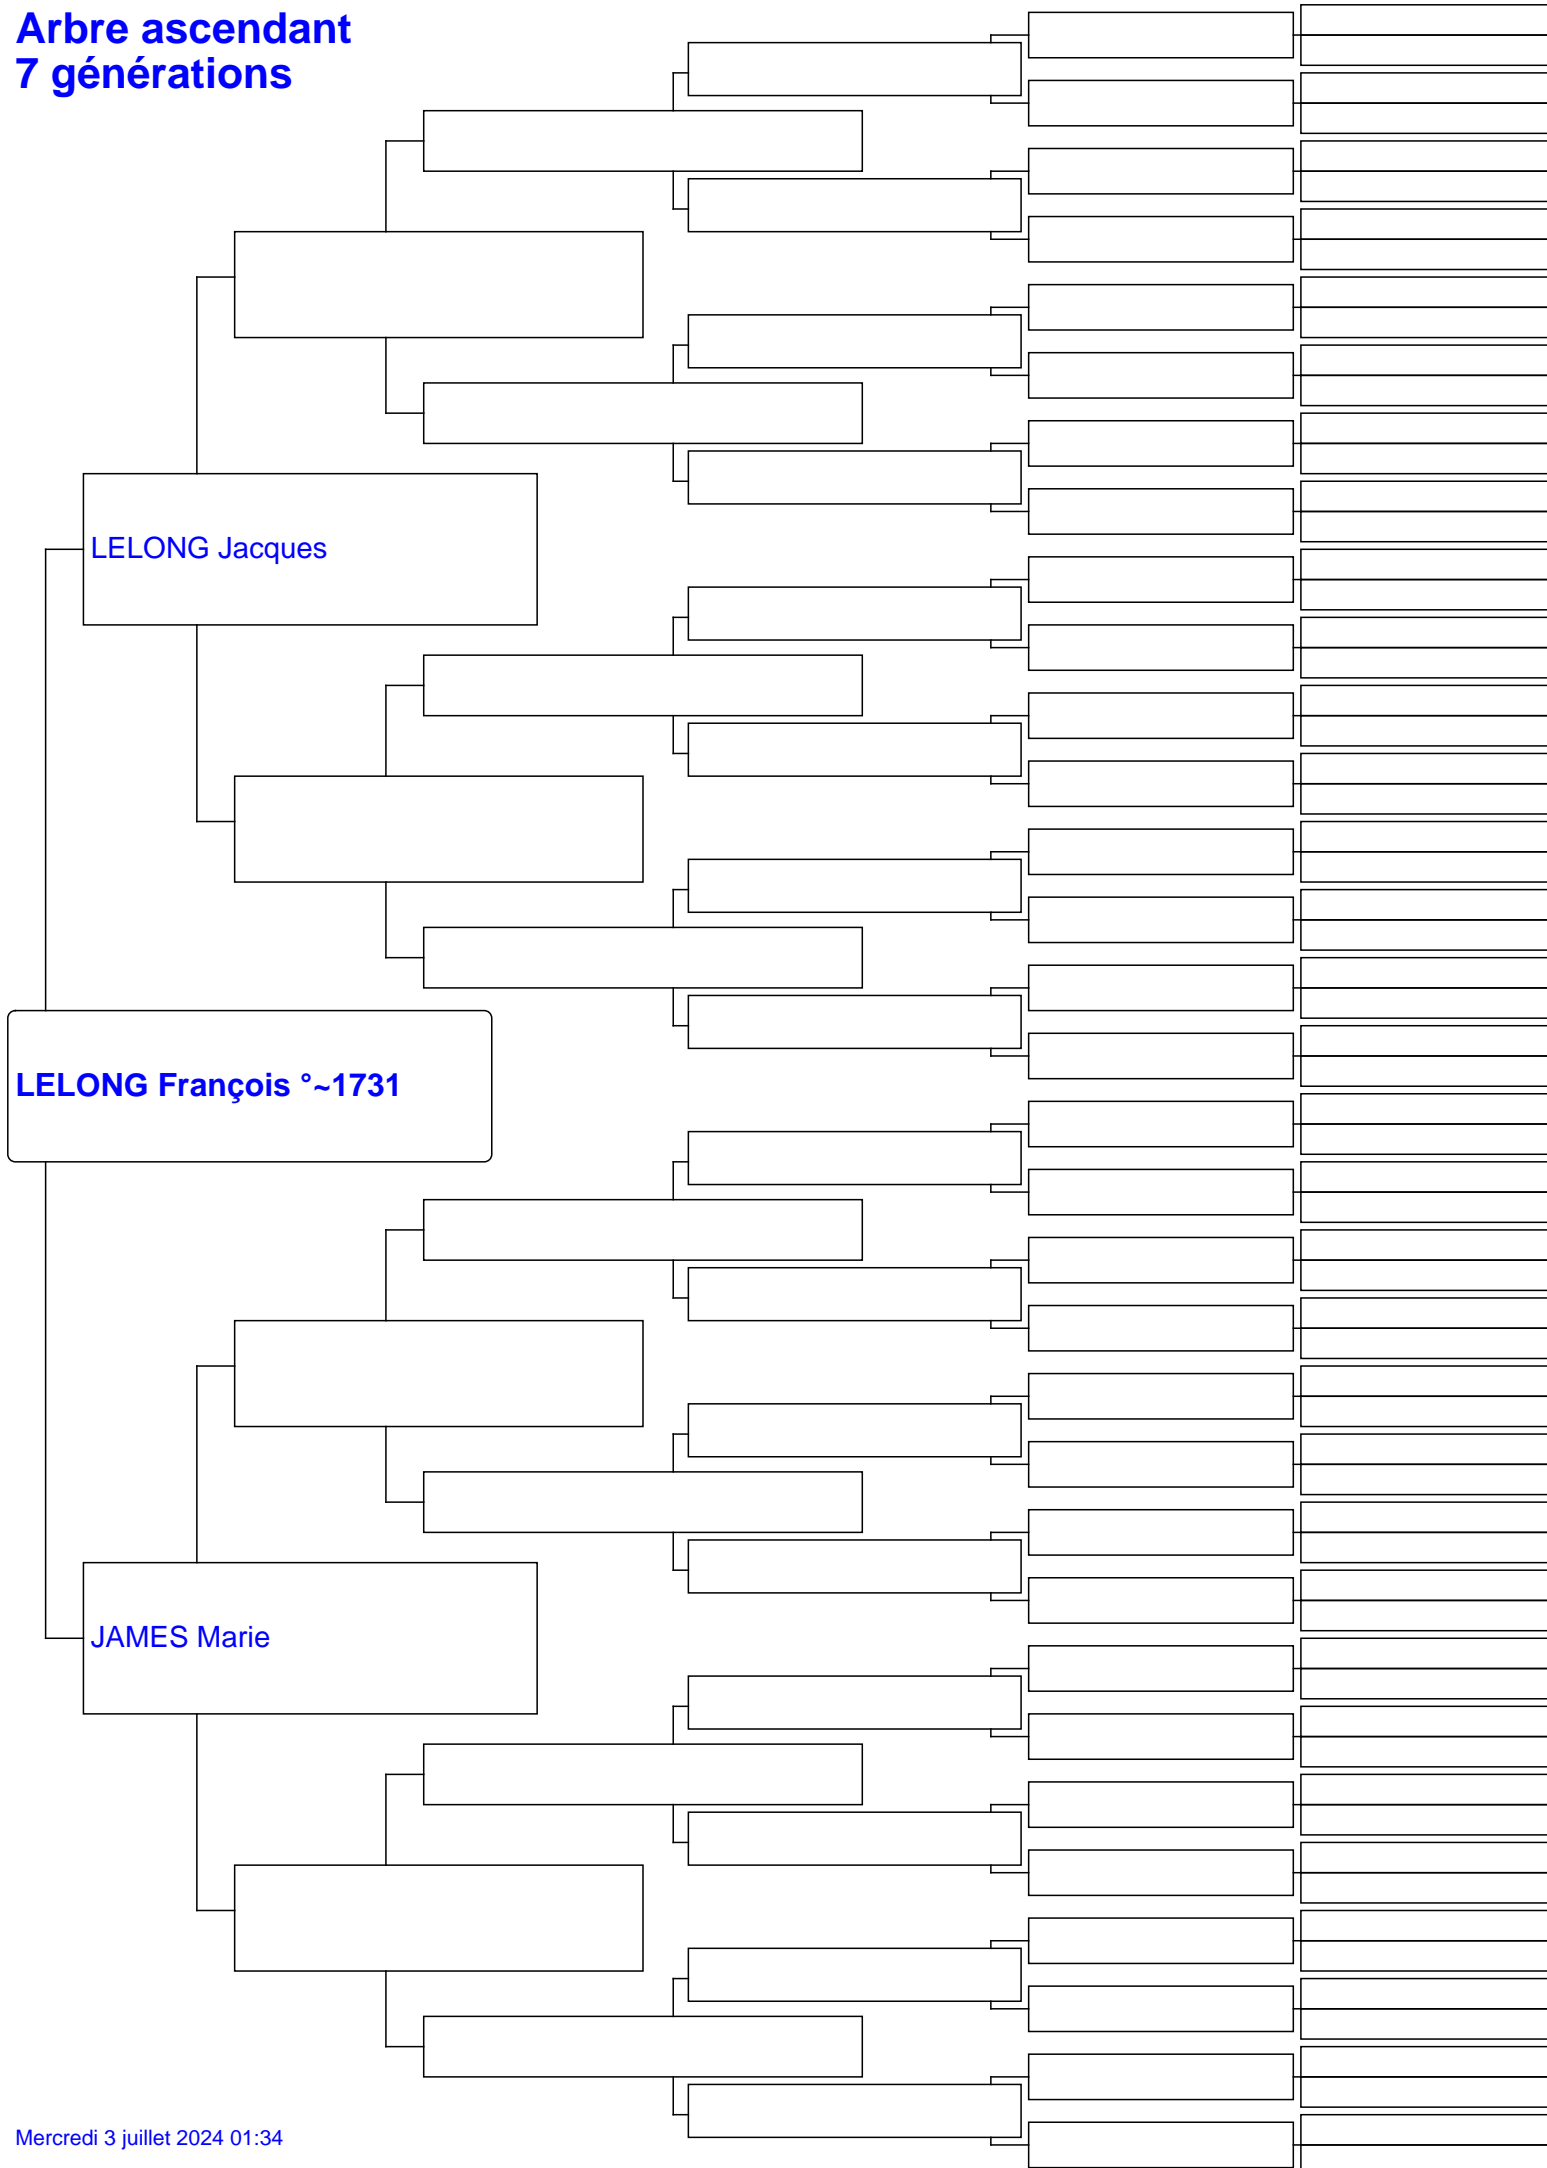 Arbre ascendant
7 générations
LELONG Jacques
LELONG François °~1731
JAMES Marie
Mercredi 3 juillet 2024 01:34